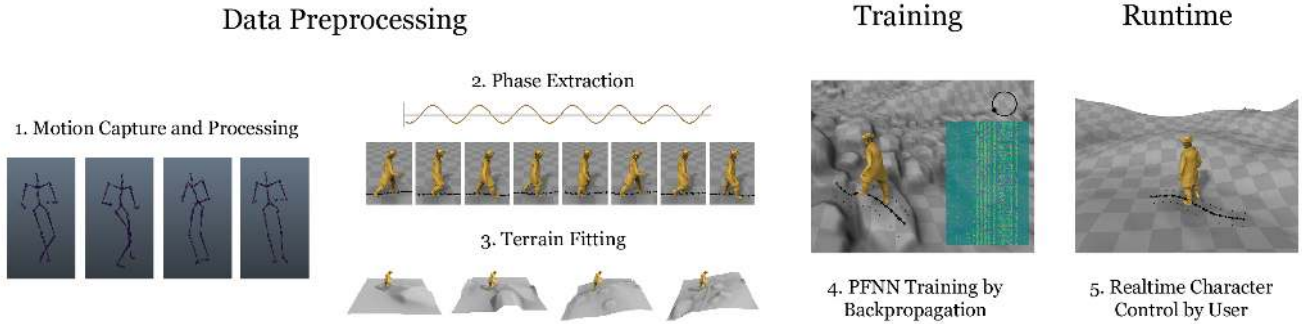 Data Preprocessing
Training
Runtime
1. Motion Capture and Processing
2. Phase Extraction
3. Terrain Fitting
4. PFNN Training by
Backpropagation
5. Realtime Character
Control by User